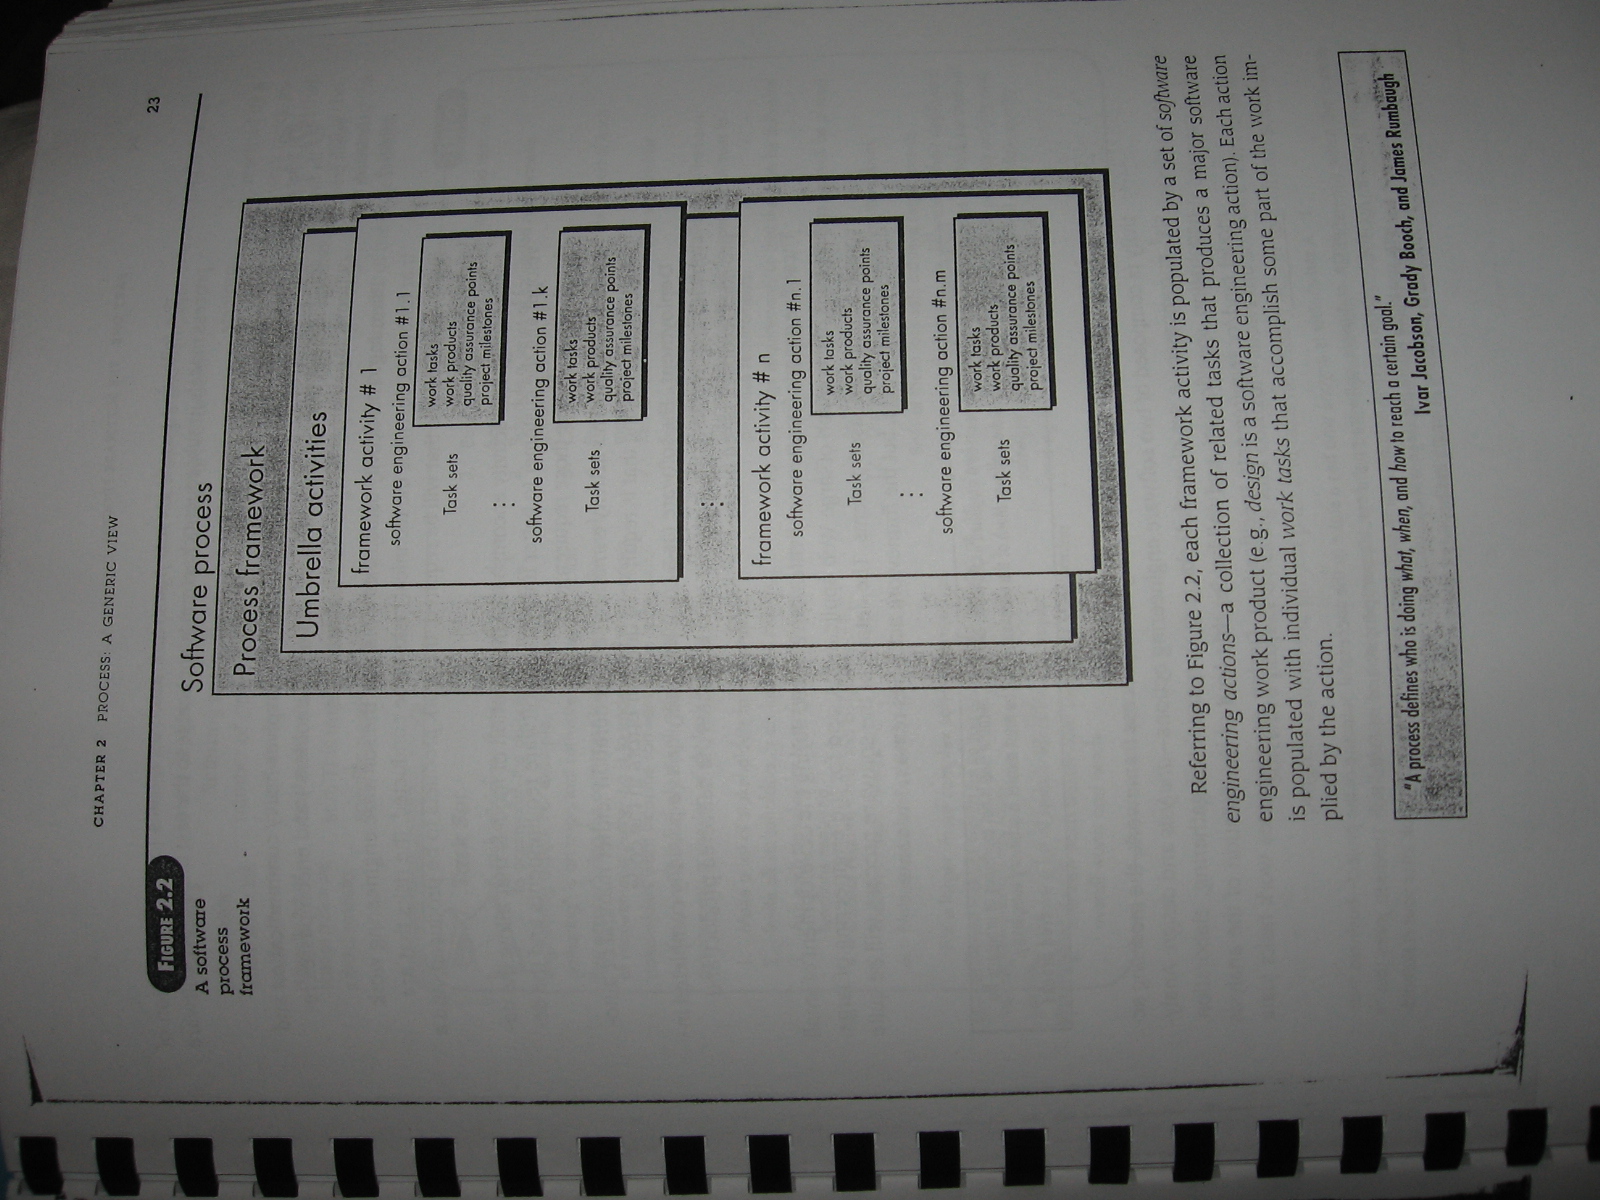 CHAPTER 2 PROCESS: A GENERIC VIEW
23
FIGURE 2.2
A software
process
framework
Software process
Process framework
Umbrella activities
framework activity # 1
software engineering action #1.1
Task sets
work tasks
work products
quality assurance points
project milestones
software engineering action #1.k
Task sets
work tasks
work products
quality assurance points
project milestones
framework activity # n
software engineering action #n.1
Task sets
work tasks
work products
quality assurance points
project milestones
software engineering action #n.m
Task sets
work tasks
work products
quality assurance points
project milestones
Referring to Figure 2.2, each framework activity is populated by a set of software
engineering actions—a collection of related tasks that produces a major software
engineering work product (e.g., design is a software engineering action). Each action
is populated with individual work tasks that accomplish some part of the work im-
plied by the action.
"A process defines who is doing what, when, and how to reach a certain goal."
Ivar Jacobson, Grady Booch, and James Rumbaugh